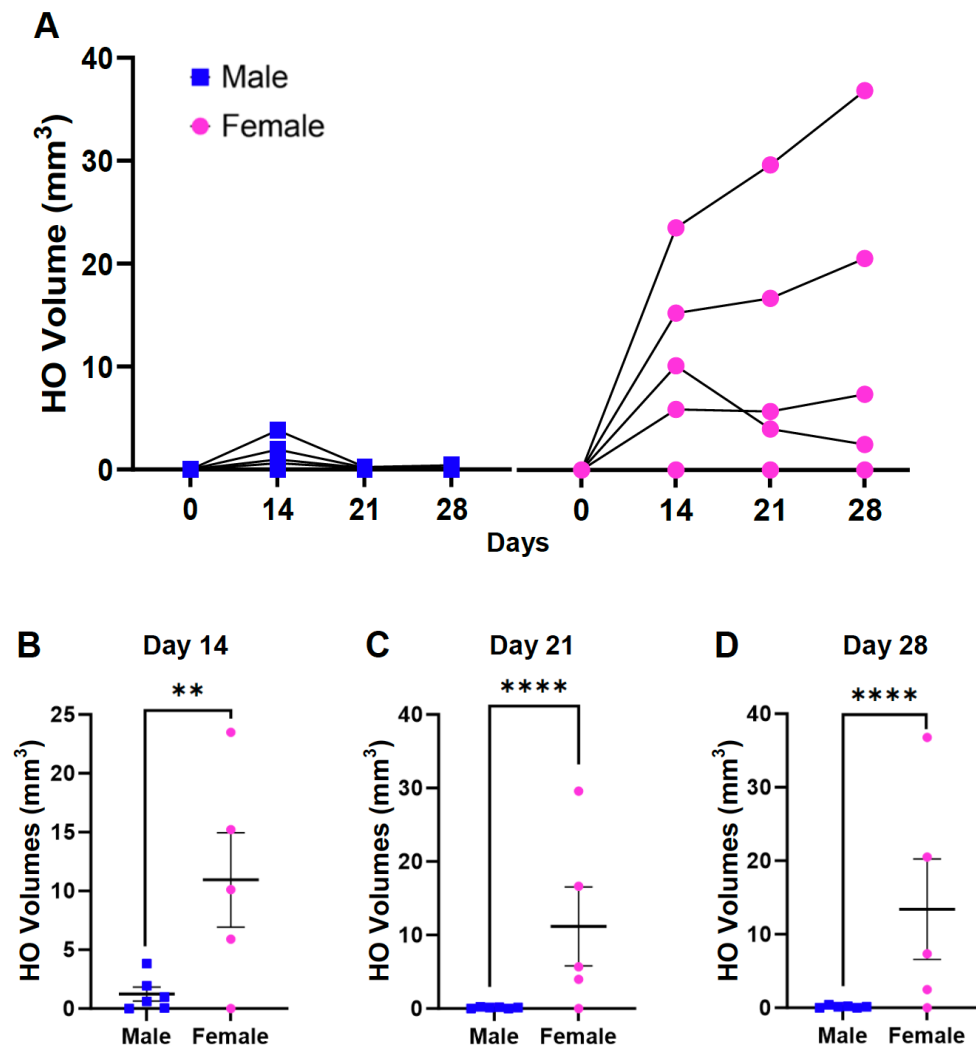 A
HO Volume (mm³)
40
30
20
10
0
Male
Female
0 14 21 28
0 14 21 28
Days
B
Day 14
**
HO Volumes (mm³)
25
20
15
10
5
0
Male Female
C
Day 21
****
HO Volumes (mm³)
40
30
20
10
0
Male Female
D
Day 28
****
HO Volumes (mm³)
40
30
20
10
0
Male Female